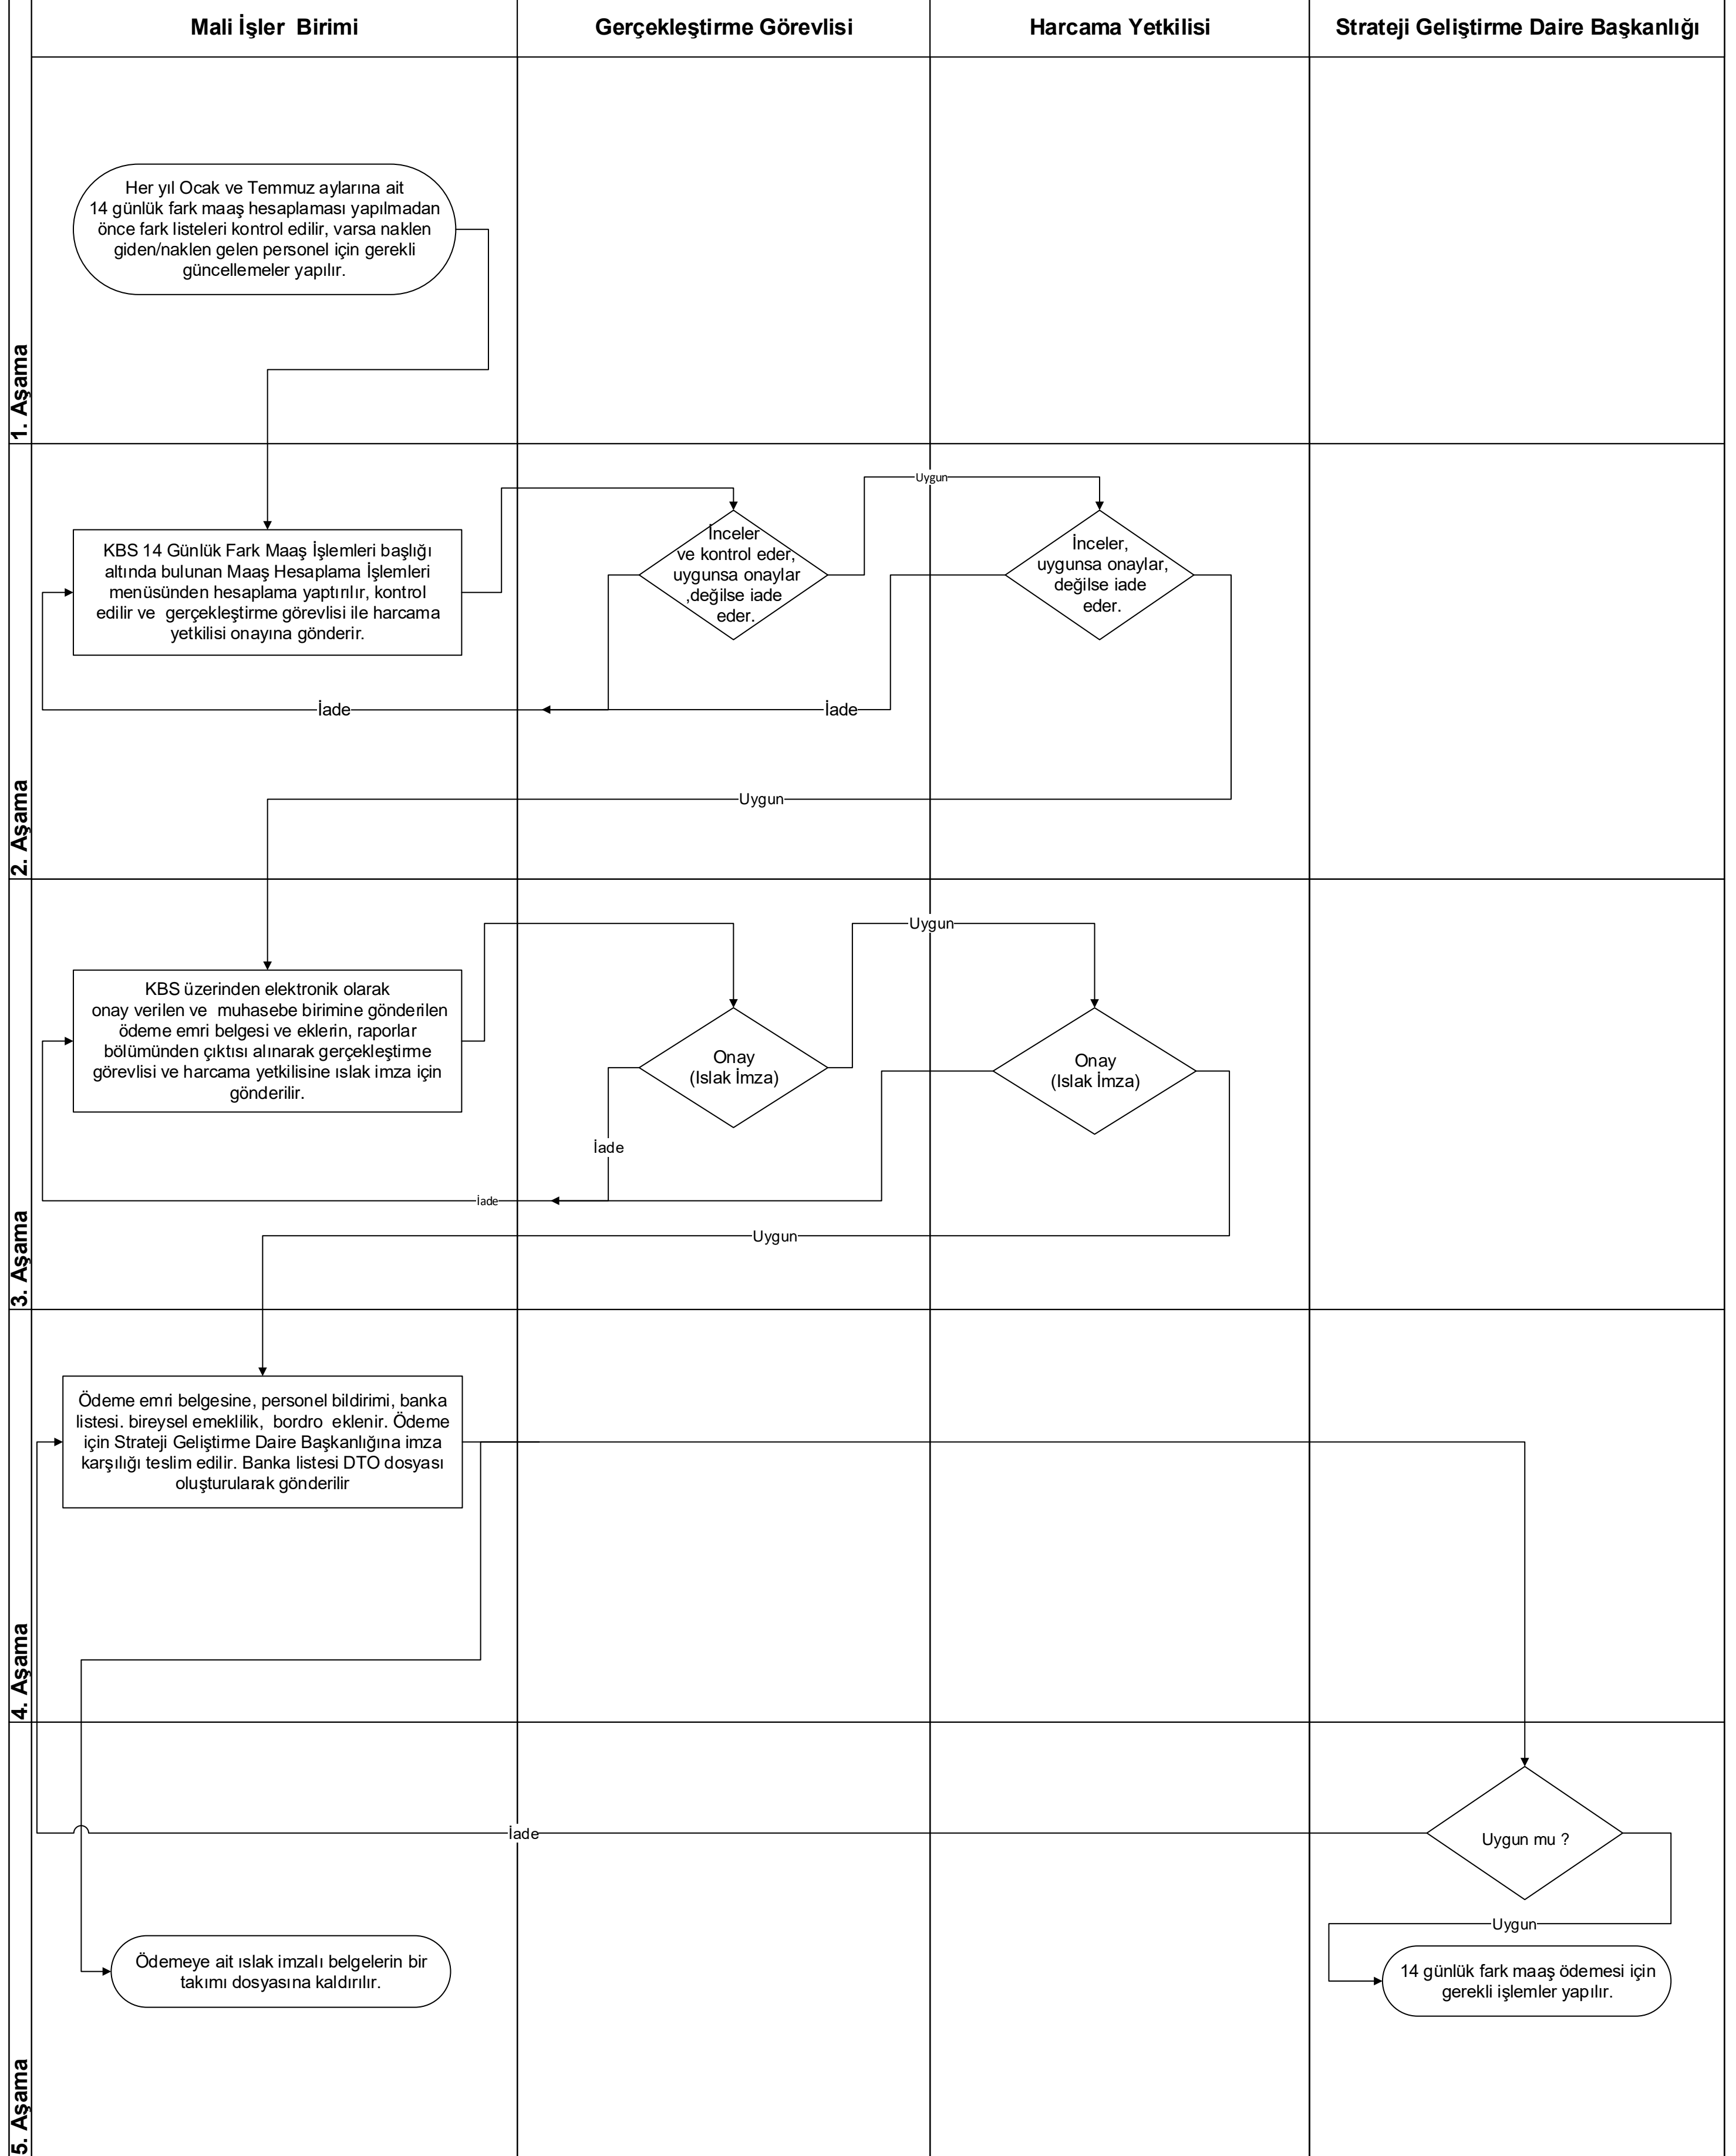 Mali İşler  Birimi
Gerçekleştirme Görevlisi
Harcama Yetkilisi
Strateji Geliştirme Daire Başkanlığı
1. Aşama
Her yıl Ocak ve Temmuz aylarına ait
14 günlük fark maaş hesaplaması yapılmadan
önce fark listeleri kontrol edilir, varsa naklen
giden/naklen gelen personel için gerekli
güncellemeler yapılır.
2. Aşama
KBS 14 Günlük Fark Maaş İşlemleri başlığı
altında bulunan Maaş Hesaplama İşlemleri
menüsünden hesaplama yaptırılır, kontrol
edilir ve  gerçekleştirme görevlisi ile harcama
yetkilisi onayına gönderir.
İnceler
ve kontrol eder,
uygunsa onaylar
,değilse iade
eder.
Uygun
İnceler,
uygunsa onaylar,
değilse iade
eder.
İade
İade
Uygun
3. Aşama
KBS üzerinden elektronik olarak
onay verilen ve  muhasebe birimine gönderilen
ödeme emri belgesi ve eklerin, raporlar
bölümünden çıktısı alınarak gerçekleştirme
görevlisi ve harcama yetkilisine ıslak imza için
gönderilir.
Onay
(Islak İmza)
Uygun
Onay
(Islak İmza)
İade
İade
Uygun
4. Aşama
Ödeme emri belgesine, personel bildirimi, banka
listesi. bireysel emeklilik,  bordro  eklenir. Ödeme
için Strateji Geliştirme Daire Başkanlığına imza
karşılığı teslim edilir. Banka listesi DTO dosyası
oluşturularak gönderilir
5. Aşama
Uygun mu ?
İade
Uygun
Ödemeye ait ıslak imzalı belgelerin bir
takımı dosyasına kaldırılır.
14 günlük fark maaş ödemesi için
gerekli işlemler yapılır.